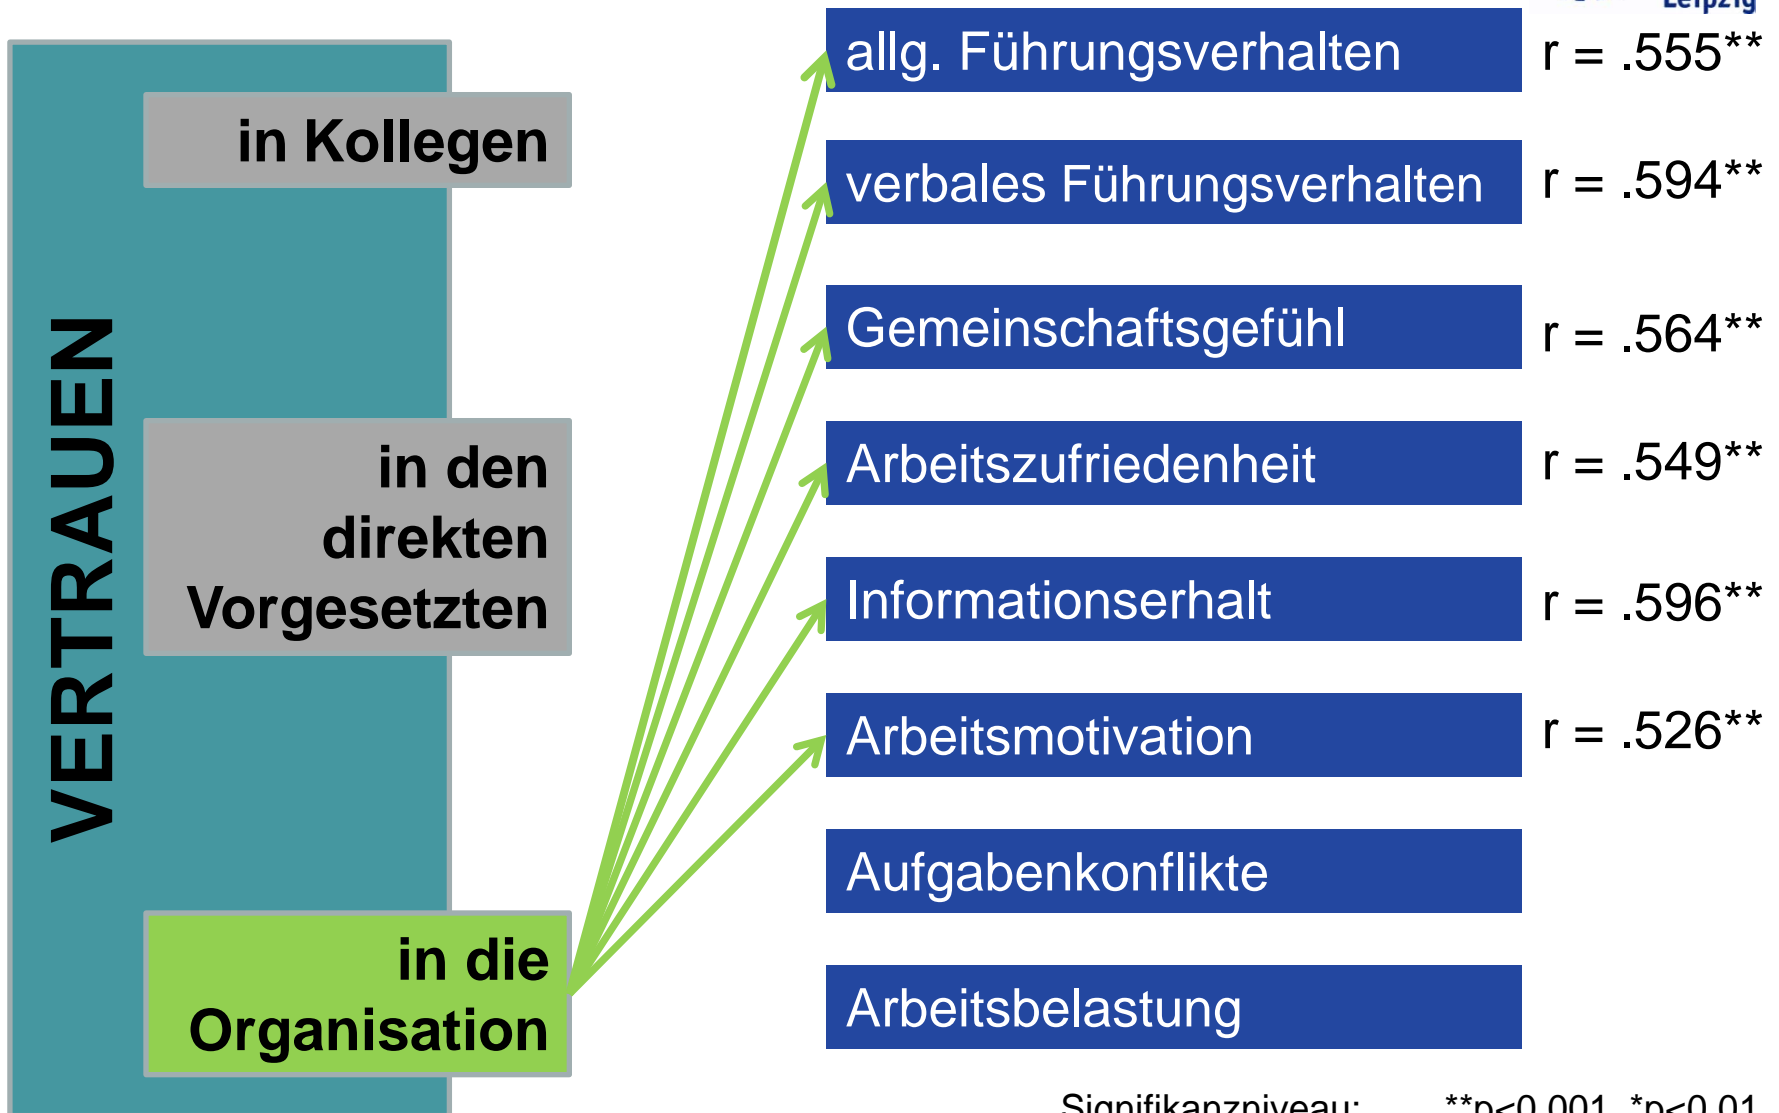 Leipzig
VERTRAUEN
in Kollegen
in den
direkten
Vorgesetzten
in die
Organisation
allg. Führungsverhalten r = .555**
verbales Führungsverhalten r = .594**
Gemeinschaftsgefühl r = .564**
Arbeitszufriedenheit r = .549**
Informationserhalt r = .596**
Arbeitsmotivation r = .526**
Aufgabenkonflikte
Arbeitsbelastung
Signifikanzniveau: **p<0.001, *p<0.01